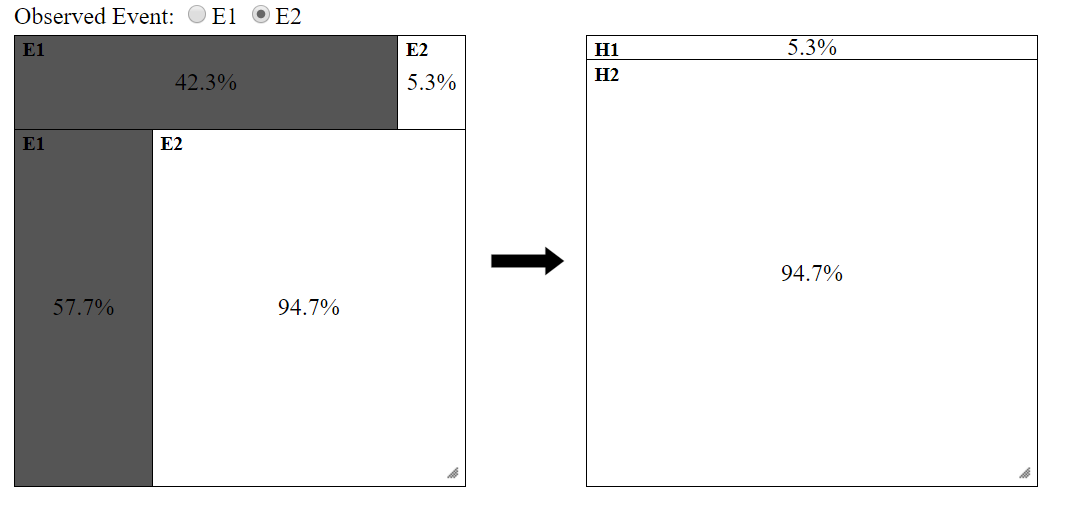 Observed Event: E1 E2
E1
E2
42.3%
5.3%
E1
E2
57.7%
94.7%
H1
5.3%
H2
94.7%